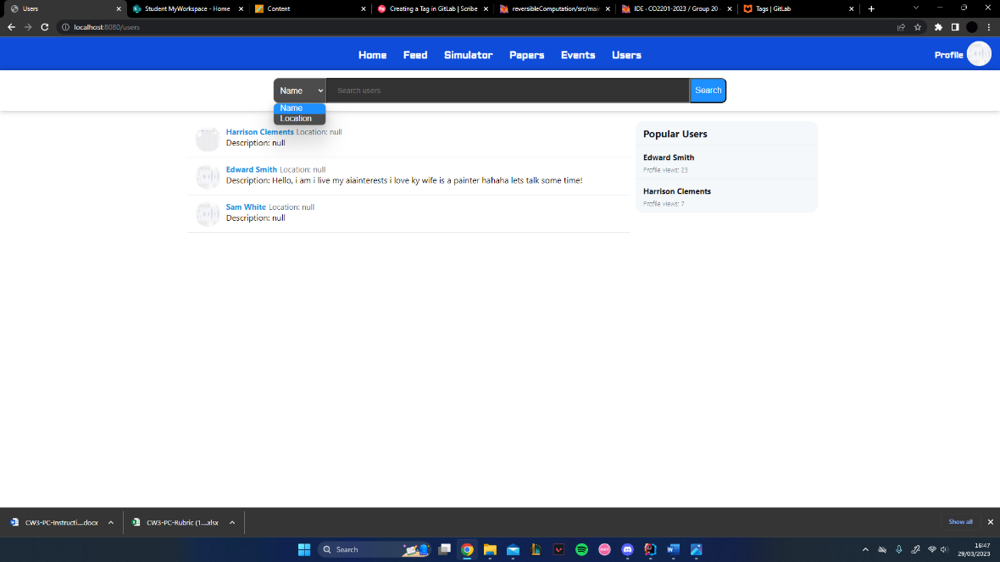 Users
Student MyWorkspace - Home
Content
Creating a Tag in GitLab | Scribe
reversibleComputation/src/mai
IDE · CO2201-2023 / Group 20
Tags | GitLab
localhost:8080/users
Home Feed Simulator Papers Events Users Profile
Name Search users Search
Name
Location
Harrison Clements Location: null
Description: null
Edward Smith Location: null
Description: Hello, i am i live my aiainterests i love ky wife is a painter hahaha lets talk some time!
Sam White Location: null
Description: null
Popular Users
Edward Smith
Profile views: 23
Harrison Clements
Profile views: 7
CW3-PC-Instructi....docx
CW3-PC-Rubric (1....xlsx
Show all
Search
16:47
29/03/2023